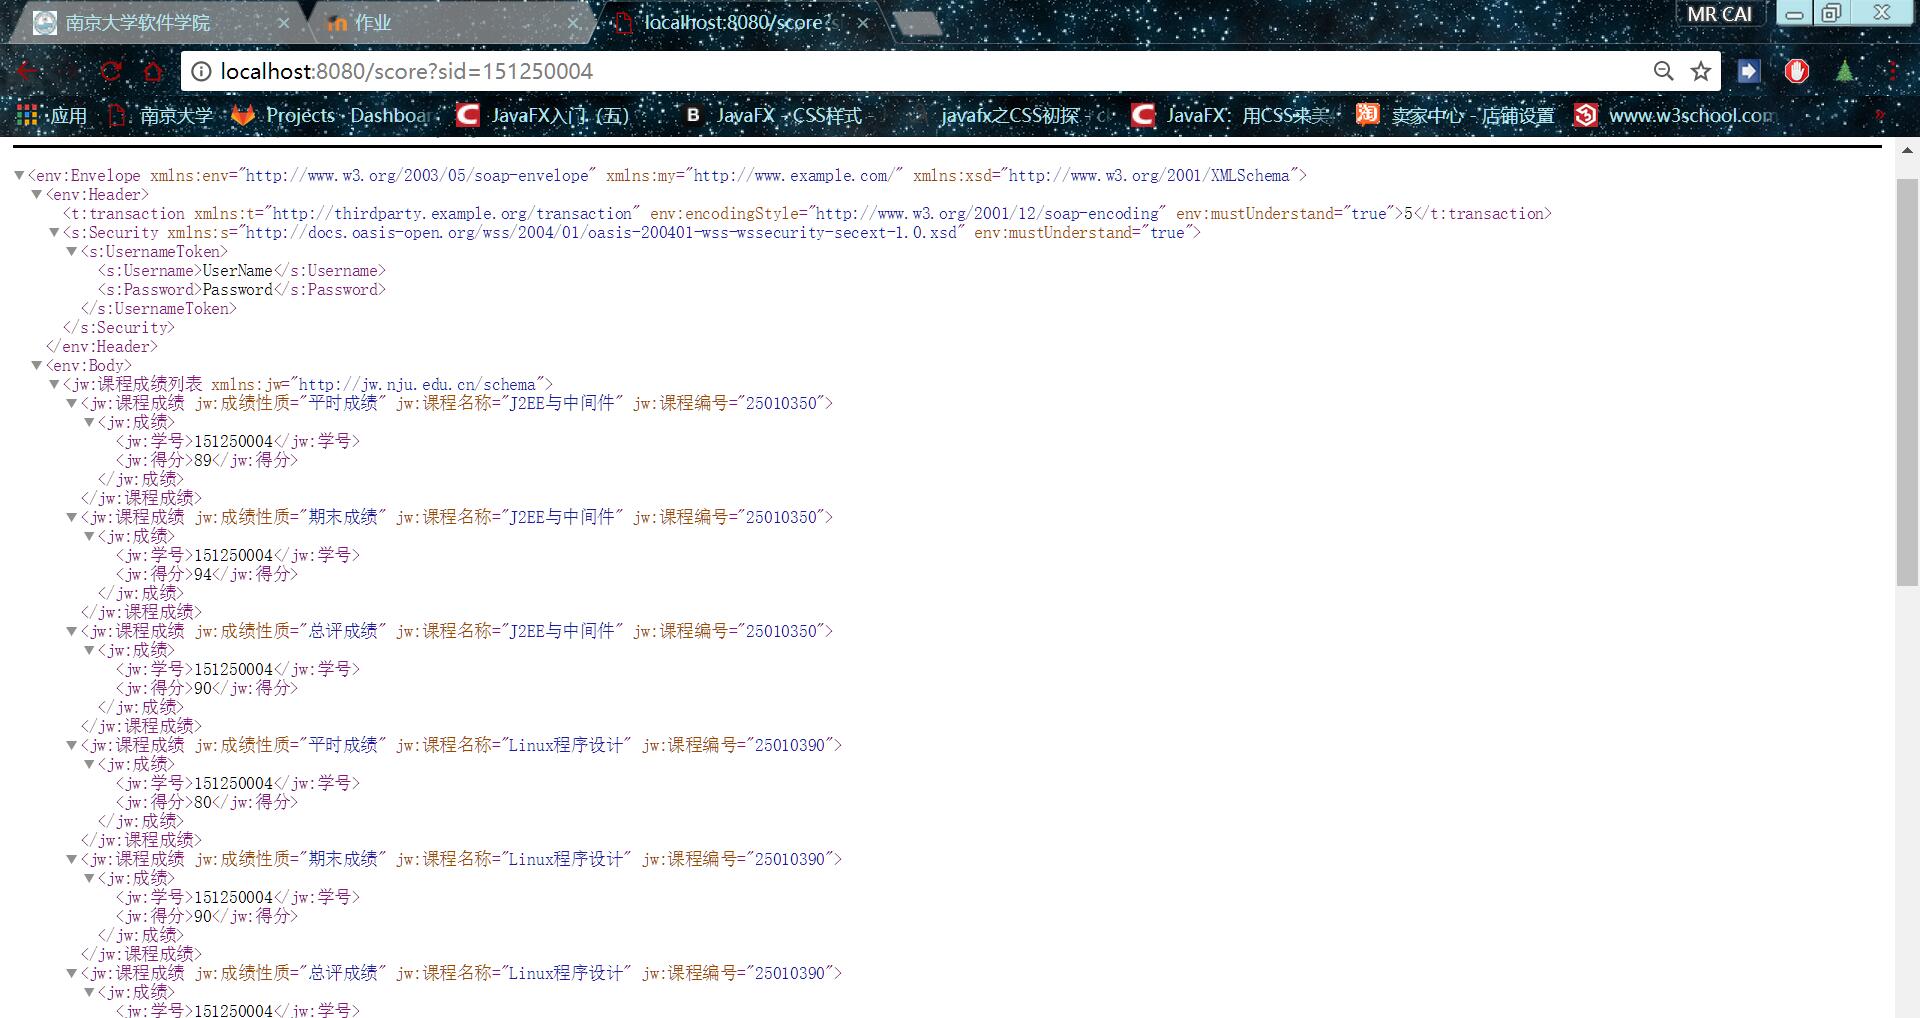 南京大学软件学院
作业
localhost:8080/score?
MR CAI
localhost:8080/score?sid=151250004
应用
南京大学
Projects · Dashboar
JavaFX入门（五）
JavaFX - CSS样式 -
javafx之CSS初探 -
JavaFX：用CSS来美
卖家中心 - 店铺设置
www.w3school.com
<env:Envelope xmlns:env="http://www.w3.org/2003/05/soap-envelope" xmlns:my="http://www.example.com/" xmlns:xsd="http://www.w3.org/2001/XMLSchema">
<env:Header>
<t:transaction xmlns:t="http://thirdparty.example.org/transaction" env:encodingStyle="http://www.w3.org/2001/12/soap-encoding" env:mustUnderstand="true">5</t:transaction>
<s:Security xmlns:s="http://docs.oasis-open.org/wss/2004/01/oasis-200401-wss-wssecurity-secext-1.0.xsd" env:mustUnderstand="true">
<s:UsernameToken>
<s:Username>UserName</s:Username>
<s:Password>Password</s:Password>
</s:UsernameToken>
</s:Security>
</env:Header>
<env:Body>
<jw:课程成绩列表 xmlns:jw="http://jw.nju.edu.cn/schema">
<jw:课程成绩 jw:成绩性质="平时成绩" jw:课程名称="J2EE与中间件" jw:课程编号="25010350">
<jw:成绩>
<jw:学号>151250004</jw:学号>
<jw:得分>89</jw:得分>
</jw:成绩>
</jw:课程成绩>
<jw:课程成绩 jw:成绩性质="期末成绩" jw:课程名称="J2EE与中间件" jw:课程编号="25010350">
<jw:成绩>
<jw:学号>151250004</jw:学号>
<jw:得分>94</jw:得分>
</jw:成绩>
</jw:课程成绩>
<jw:课程成绩 jw:成绩性质="总评成绩" jw:课程名称="J2EE与中间件" jw:课程编号="25010350">
<jw:成绩>
<jw:学号>151250004</jw:学号>
<jw:得分>90</jw:得分>
</jw:成绩>
</jw:课程成绩>
<jw:课程成绩 jw:成绩性质="平时成绩" jw:课程名称="Linux程序设计" jw:课程编号="25010390">
<jw:成绩>
<jw:学号>151250004</jw:学号>
<jw:得分>80</jw:得分>
</jw:成绩>
</jw:课程成绩>
<jw:课程成绩 jw:成绩性质="期末成绩" jw:课程名称="Linux程序设计" jw:课程编号="25010390">
<jw:成绩>
<jw:学号>151250004</jw:学号>
<jw:得分>90</jw:得分>
</jw:成绩>
</jw:课程成绩>
<jw:课程成绩 jw:成绩性质="总评成绩" jw:课程名称="Linux程序设计" jw:课程编号="25010390">
<jw:成绩>
<jw:学号>151250004</jw:学号>